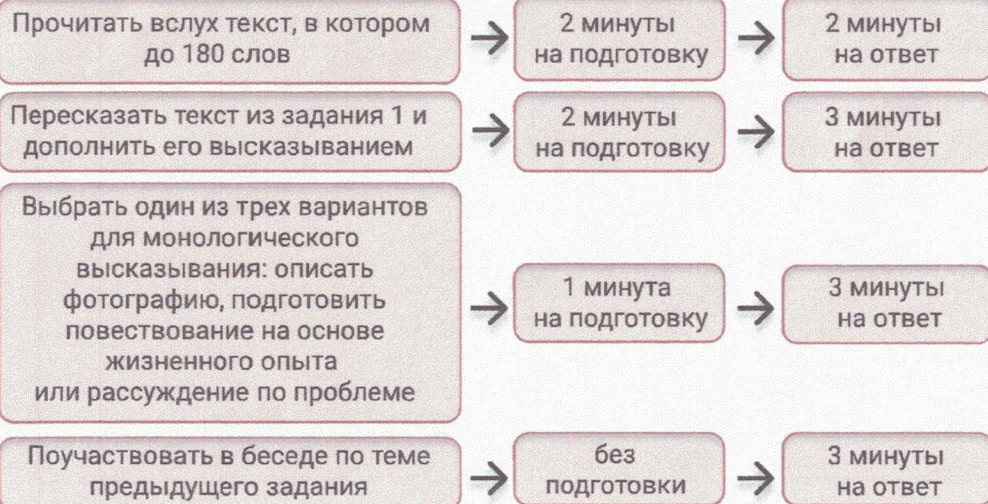 Прочитать вслух текст, в котором
до 180 слов
2 минуты
на подготовку
2 минуты
на ответ
Пересказать текст из задания 1 и
дополнить его высказыванием
2 минуты
на подготовку
3 минуты
на ответ
Выбрать один из трех вариантов
для монологического
высказывания: описать
фотографию, подготовить
повествование на основе
жизненного опыта
или рассуждение по проблеме
1 минута
на подготовку
3 минуты
на ответ
Поучаствовать в беседе по теме
предыдущего задания
без
подготовки
3 минуты
на ответ